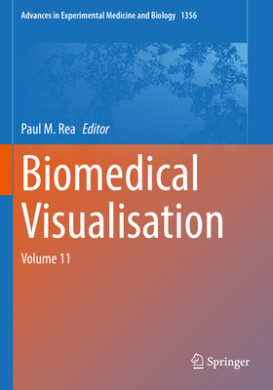 Advances in Experimental Medicine and Biology 1356
Paul M. Rea Editor
Biomedical
Visualisation
Volume 11
Springer